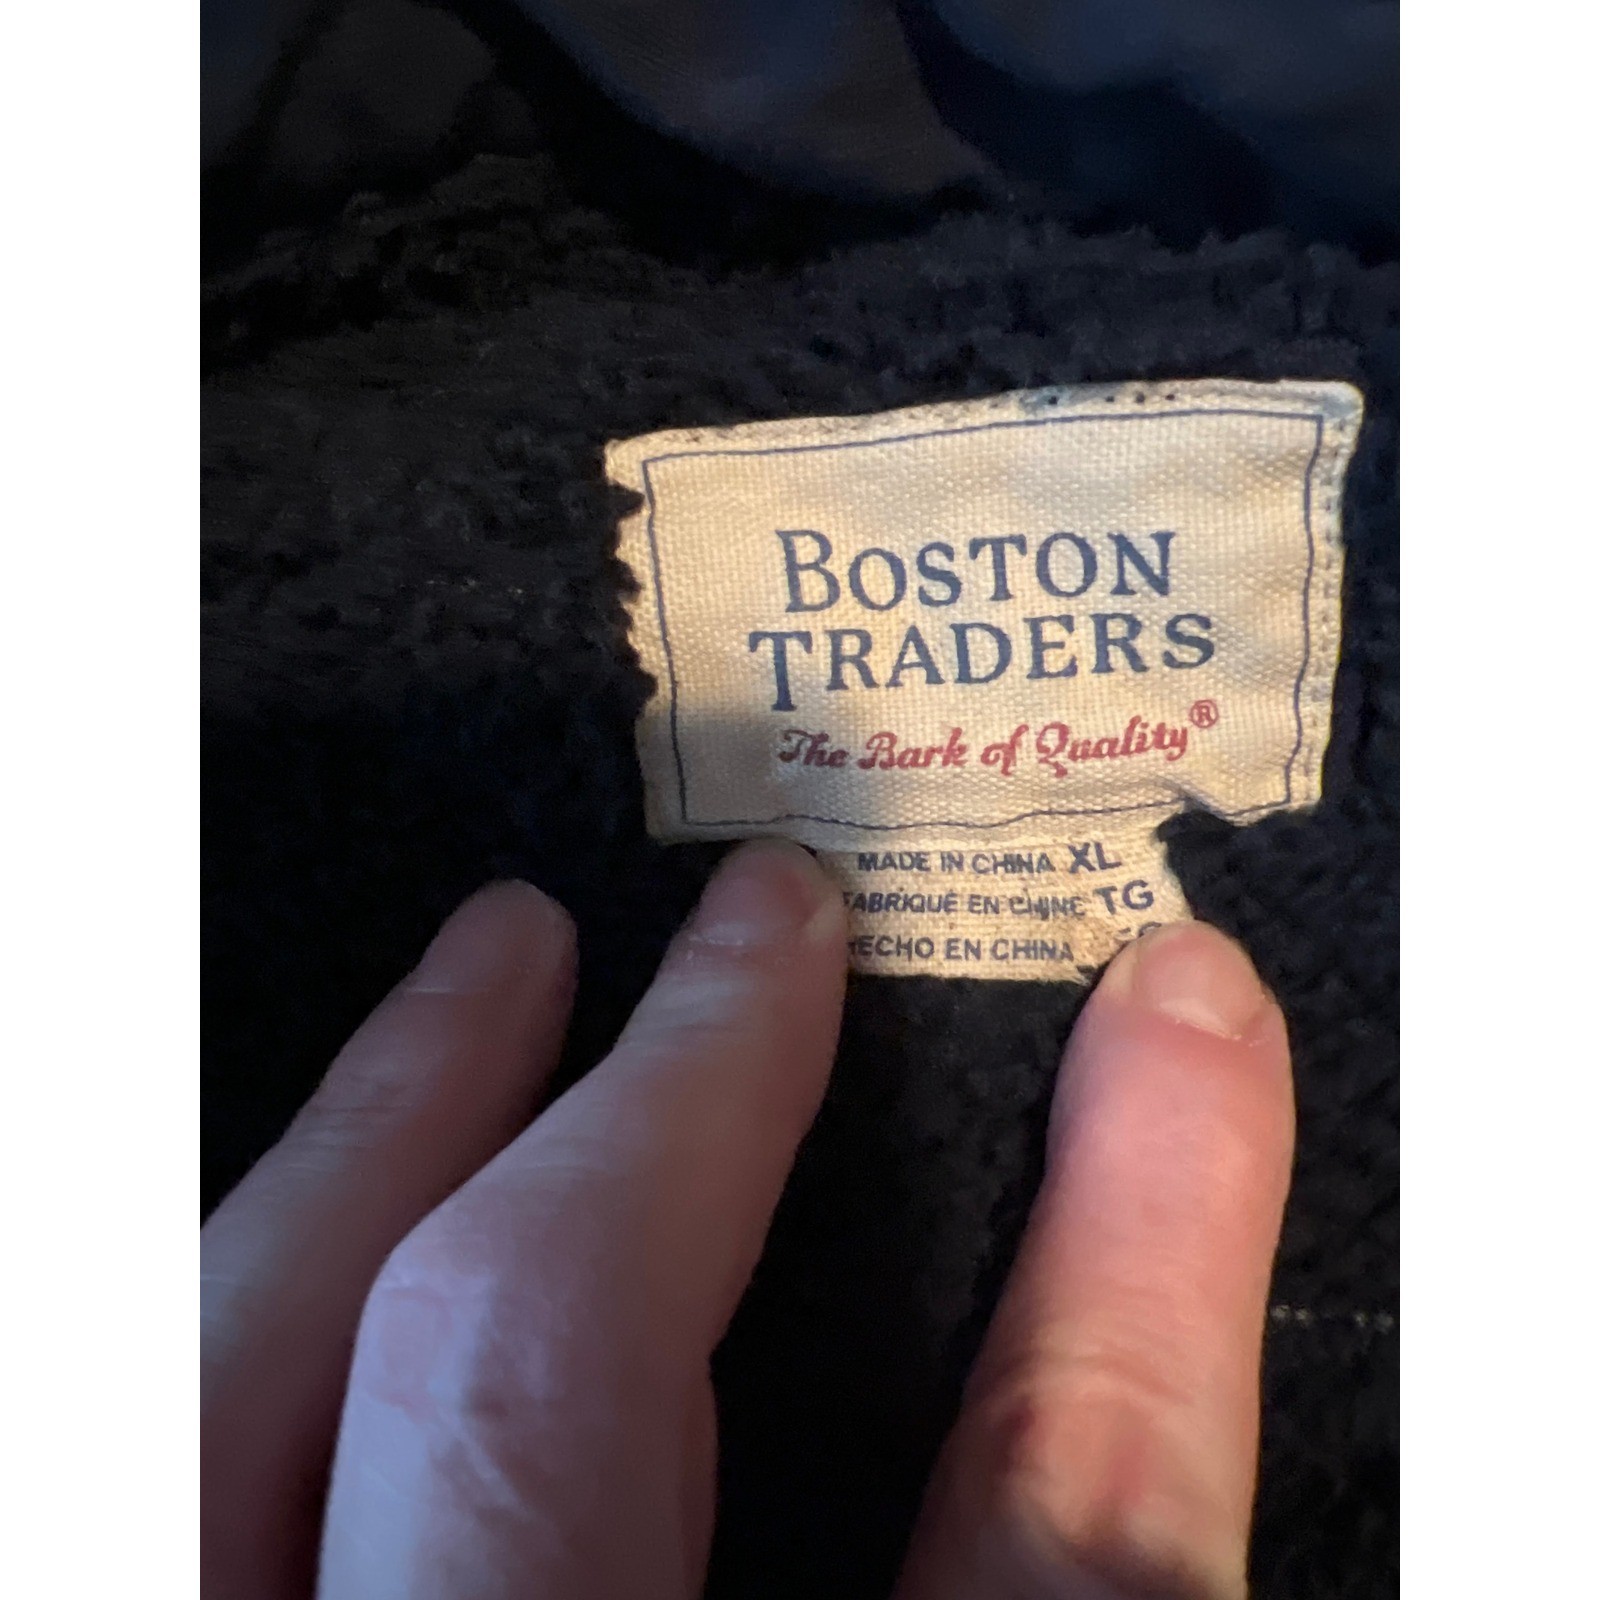 BOSTON
TRADERS
The Bark of Quality®
MADE IN CHINA XL
FABRIQUÉ EN CHINE TG
HECHO EN CHINA